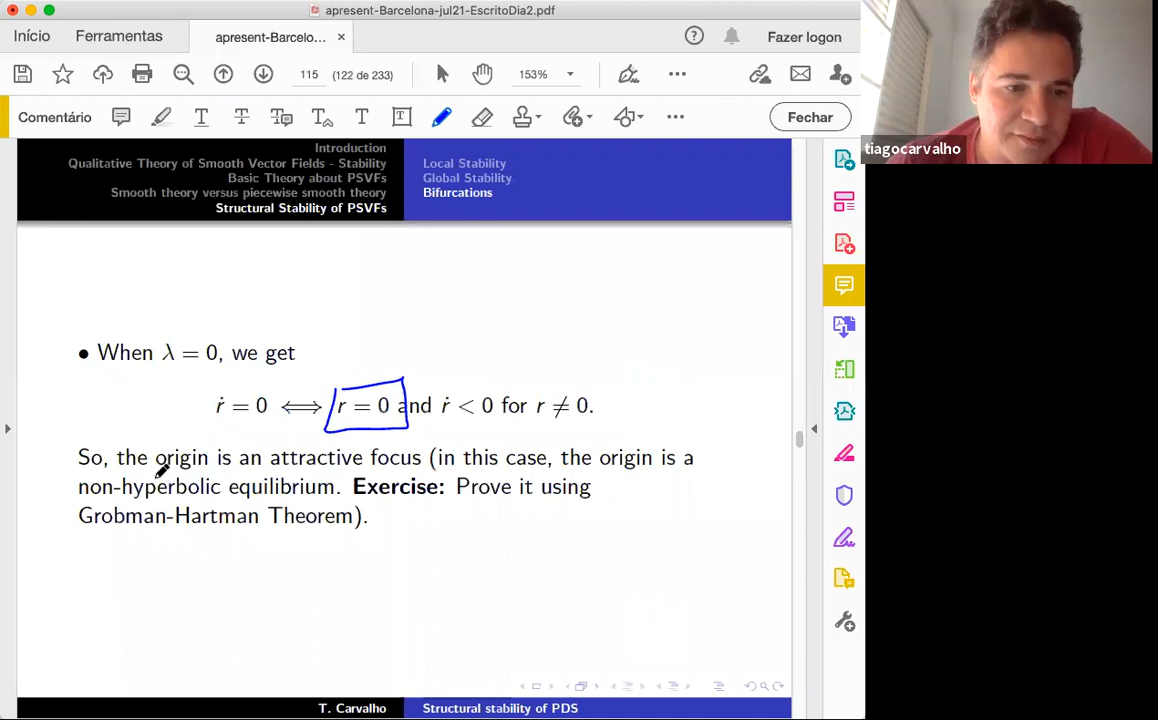 apresent-Barcelona-jul21-EscritoDia2.pdf
Início Ferramentas apresent-Barcelo... × Fazer logon
115 (122 de 233) 153%
Comentário Fechar
tiagocarvalho
Introduction
Qualitative Theory of Smooth Vector Fields - Stability
Basic Theory about PSVFs
Smooth theory versus piecewise smooth theory
Structural Stability of PSVFs
Local Stability
Global Stability
Bifurcations
• When λ = 0, we get
ṙ = 0 ⟺ r = 0 and ṙ < 0 for r ≠ 0.
So, the origin is an attractive focus (in this case, the origin is a
non-hyperbolic equilibrium. Exercise: Prove it using
Grobman-Hartman Theorem).
T. Carvalho Structural stability of PDS